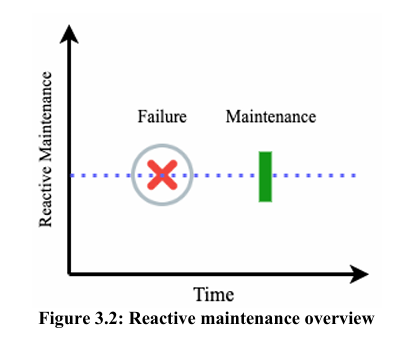 Failure
Maintenance
Reactive Maintenance
Time
Figure 3.2: Reactive maintenance overview